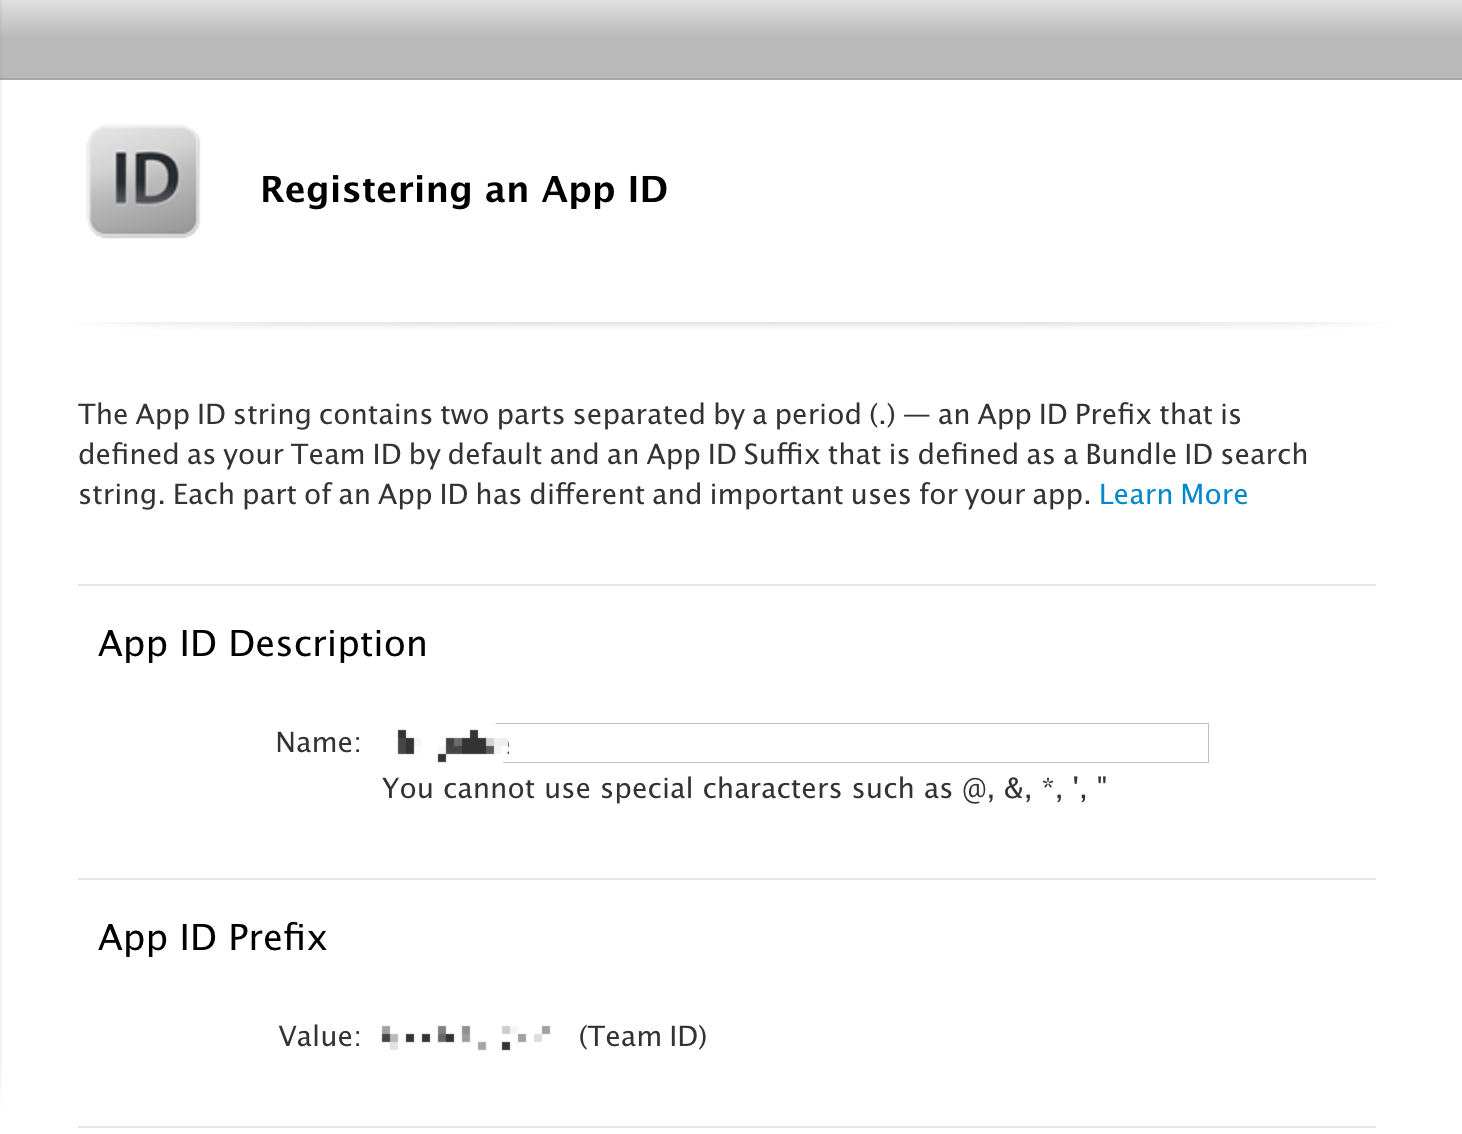 ID
Registering an App ID
The App ID string contains two parts separated by a period (.) — an App ID Prefix that is
defined as your Team ID by default and an App ID Suffix that is defined as a Bundle ID search
string. Each part of an App ID has different and important uses for your app. Learn More
App ID Description
Name:
You cannot use special characters such as @, &, *, ', "
App ID Prefix
Value: (Team ID)